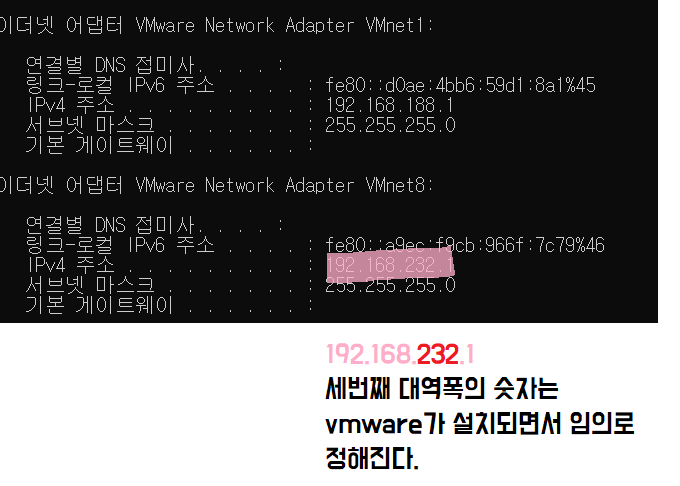 이더넷 어댑터 VMware Network Adapter VMnet1:
연결별 DNS 접미사. . . . :
링크-로컬 IPv6 주소 . . . . : fe80::d0ae:4bb6:59d1:8a1%45
IPv4 주소 . . . . . . . . . : 192.168.188.1
서브넷 마스크 . . . . . . . : 255.255.255.0
기본 게이트웨이 . . . . . . :
이더넷 어댑터 VMware Network Adapter VMnet8:
연결별 DNS 접미사. . . . :
링크-로컬 IPv6 주소 . . . . : fe80::a9ec:f9cb:966f:7c79%46
IPv4 주소 . . . . . . . . . : 192.168.232.1
서브넷 마스크 . . . . . . . : 255.255.255.0
기본 게이트웨이 . . . . . . :
192.168.232.1
세번째 대역폭의 숫자는
vmware가 설치되면서 임의로
정해진다.